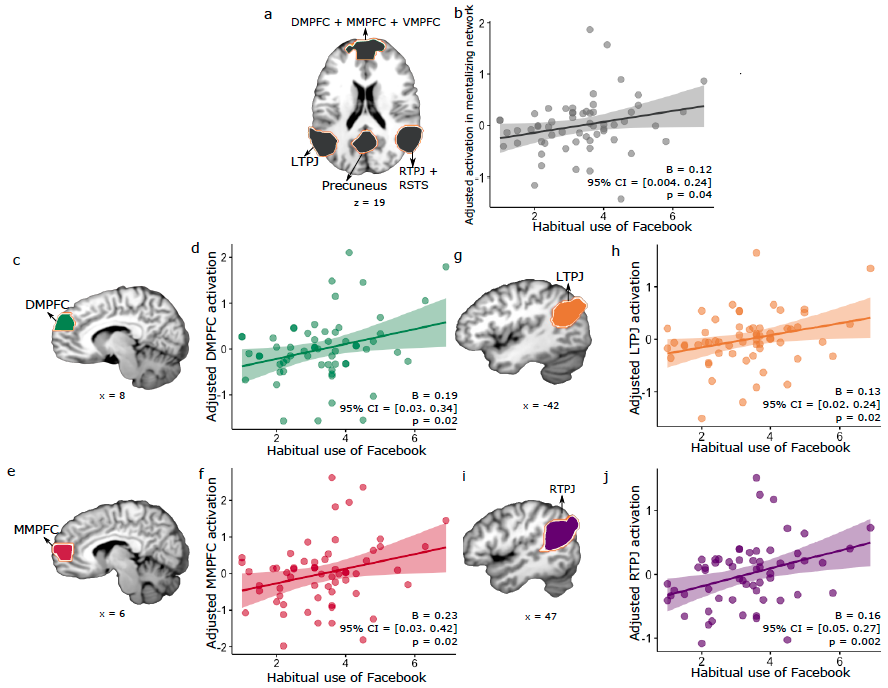 a
DMPFC + MMPFC + VMPFC
LTPJ
Precuneus
RTPJ +
RSTS
z = 19
b
Adjusted activation in mentalizing network
2
1
0
-1
B = 0.12
95% CI = [0.004. 0.24]
p = 0.04
2
4
6
Habitual use of Facebook
c
DMPFC
x = 8
d
Adjusted DMPFC activation
2
1
0
-1
B = 0.19
95% CI = [0.03. 0.34]
p = 0.02
2
4
6
Habitual use of Facebook
g
LTPJ
x = -42
h
Adjusted LTPJ activation
1
0
-1
B = 0.13
95% CI = [0.02. 0.24]
p = 0.02
2
4
6
Habitual use of Facebook
e
MMPFC
x = 6
f
Adjusted MMPFC activation
2
1
0
-1
-2
B = 0.23
95% CI = [0.03. 0.42]
p = 0.02
2
4
6
Habitual use of Facebook
i
RTPJ
x = 47
j
Adjusted RTPJ activation
1
0
-1
B = 0.16
95% CI = [0.05. 0.27]
p = 0.002
2
4
6
Habitual use of Facebook